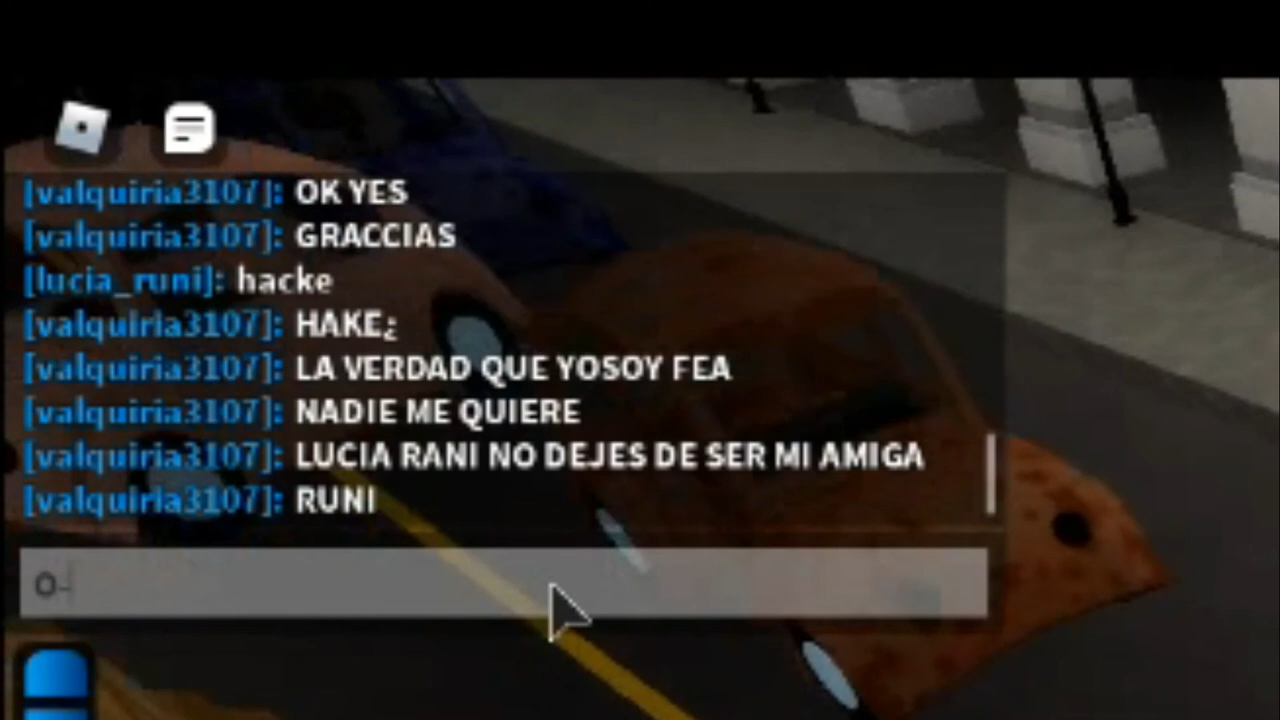 [valquiria3107]: OK YES
[valquiria3107]: GRACCIAS
[lucia_runi]: hacke
[valquiria3107]: HAKE¿
[valquiria3107]: LA VERDAD QUE YOSOY FEA
[valquiria3107]: NADIE ME QUIERE
[valquiria3107]: LUCIA RANI NO DEJES DE SER MI AMIGA
[valquiria3107]: RUNI
O-